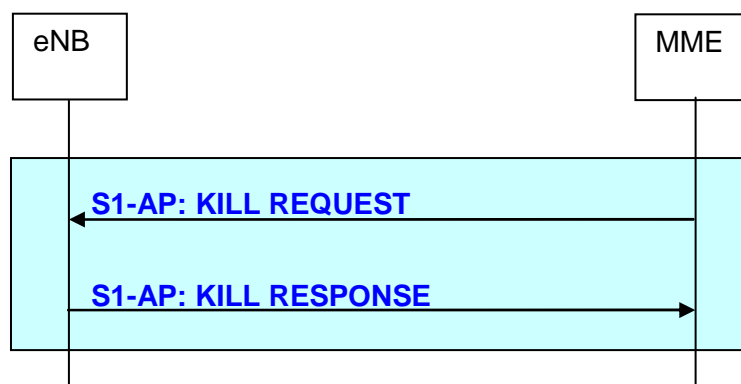 eNB
MME
S1-AP: KILL REQUEST
S1-AP: KILL RESPONSE